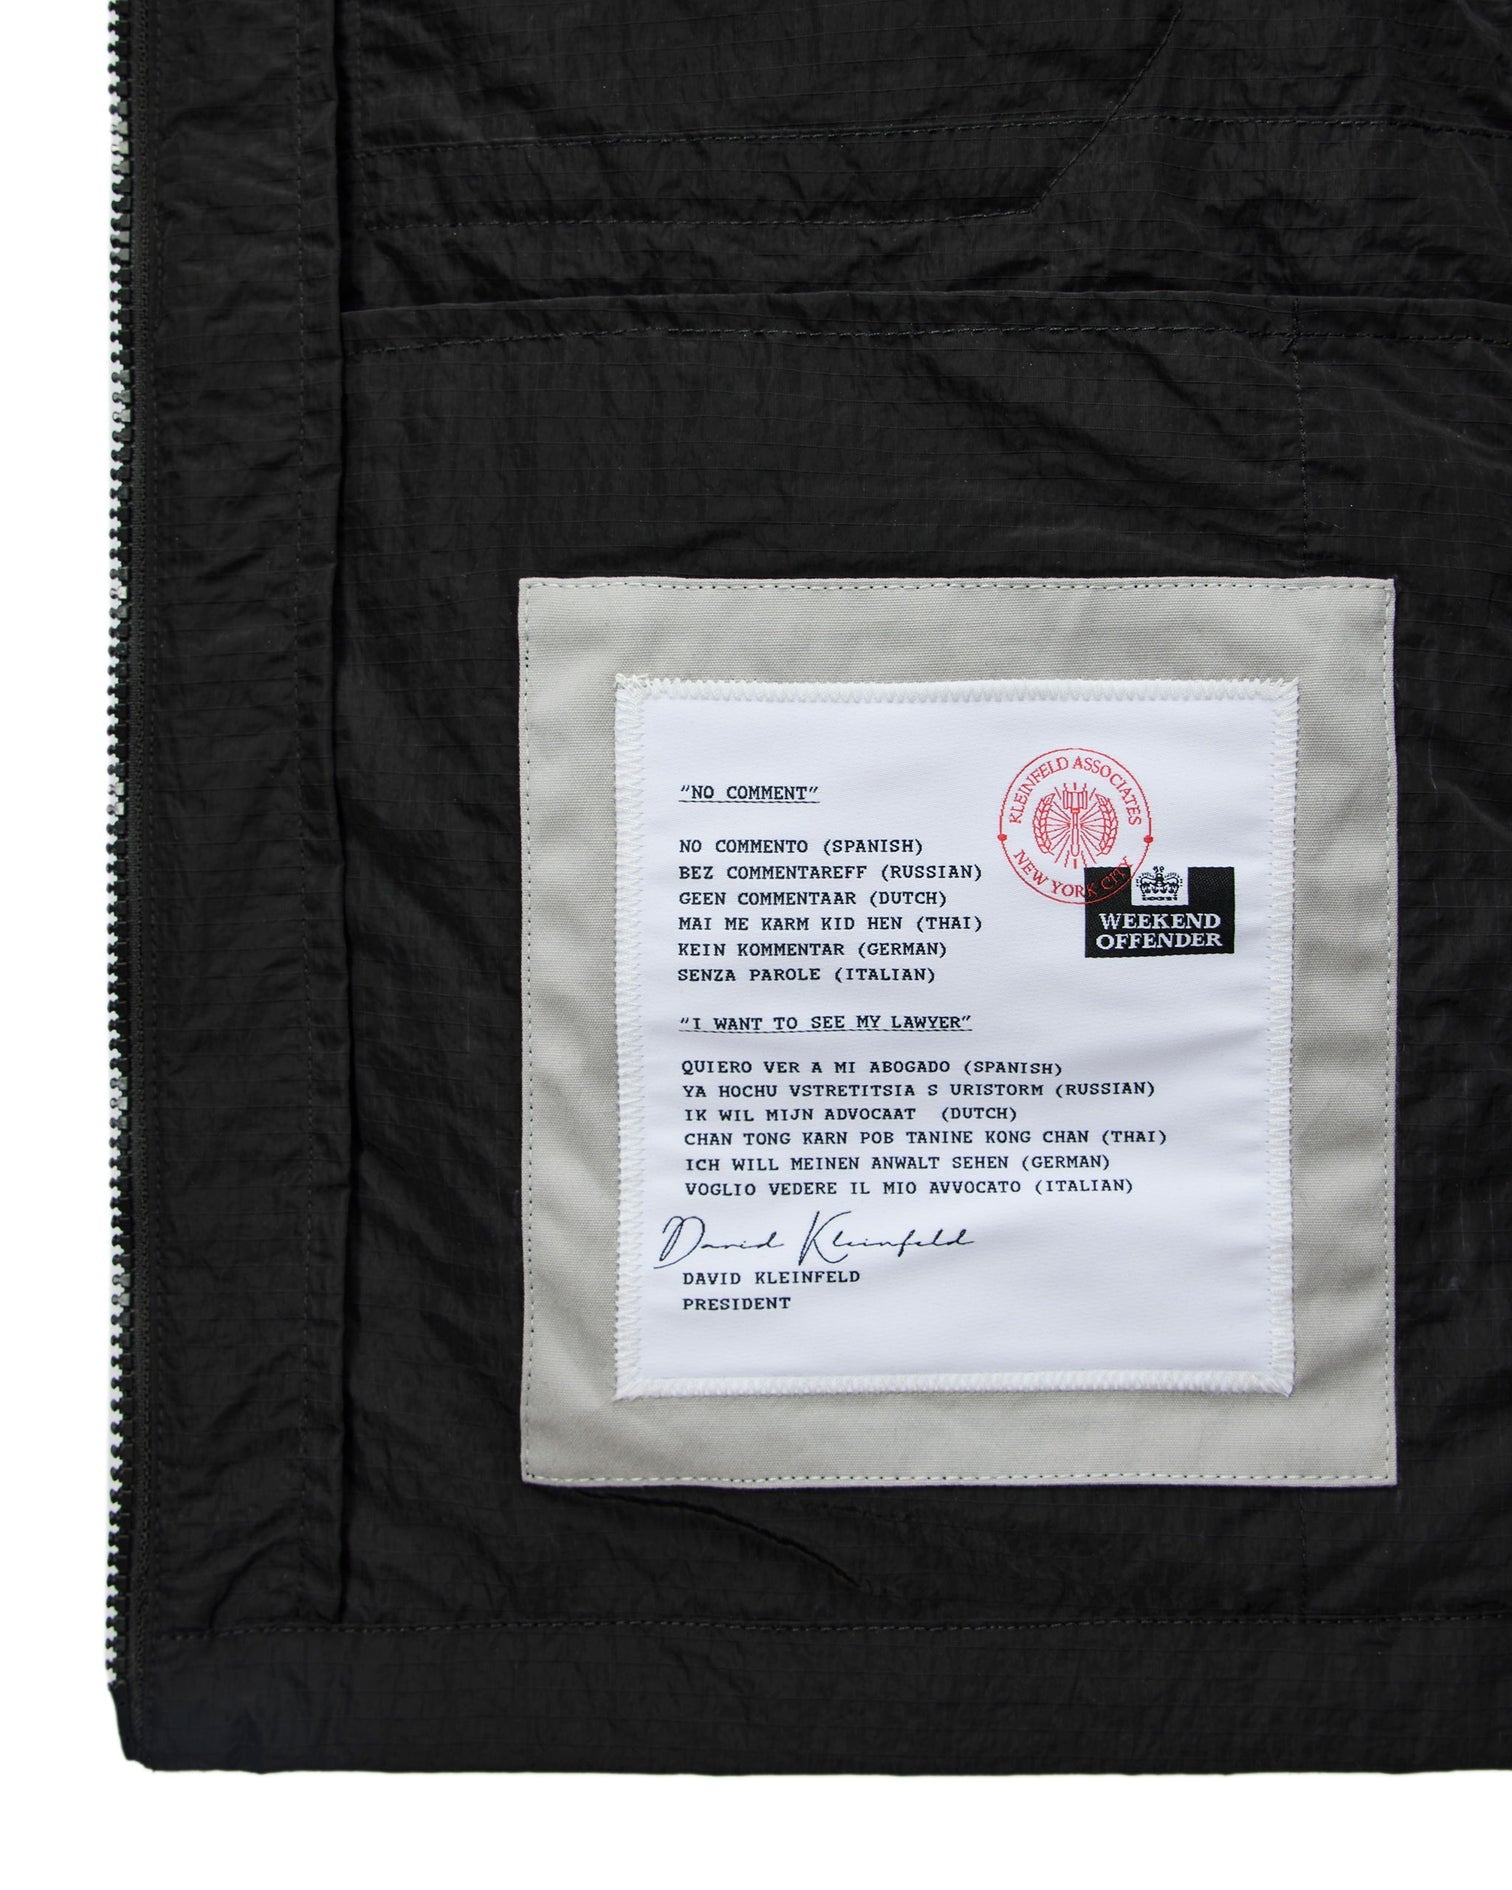 "NO COMMENT"
NO COMMENTO (SPANISH)
BEZ COMMENTAREFF (RUSSIAN)
GEEN COMMENTAAR (DUTCH)
MAI ME KARM KID HEN (THAI)
KEIN KOMMENTAR (GERMAN)
SENZA PAROLE (ITALIAN)
KLEINFELD ASSOCIATES
NEW YORK CITY
WEEKEND
OFFENDER
"I WANT TO SEE MY LAWYER"
QUIERO VER A MI ABOGADO (SPANISH)
YA HOCHU VSTRETITSIA S URISTORM (RUSSIAN)
IK WIL MIJN ADVOCAAT (DUTCH)
CHAN TONG KARN POB TANINE KONG CHAN (THAI)
ICH WILL MEINEN ANWALT SEHEN (GERMAN)
VOGLIO VEDERE IL MIO AVVOCATO (ITALIAN)
David Kleinfeld
DAVID KLEINFELD
PRESIDENT